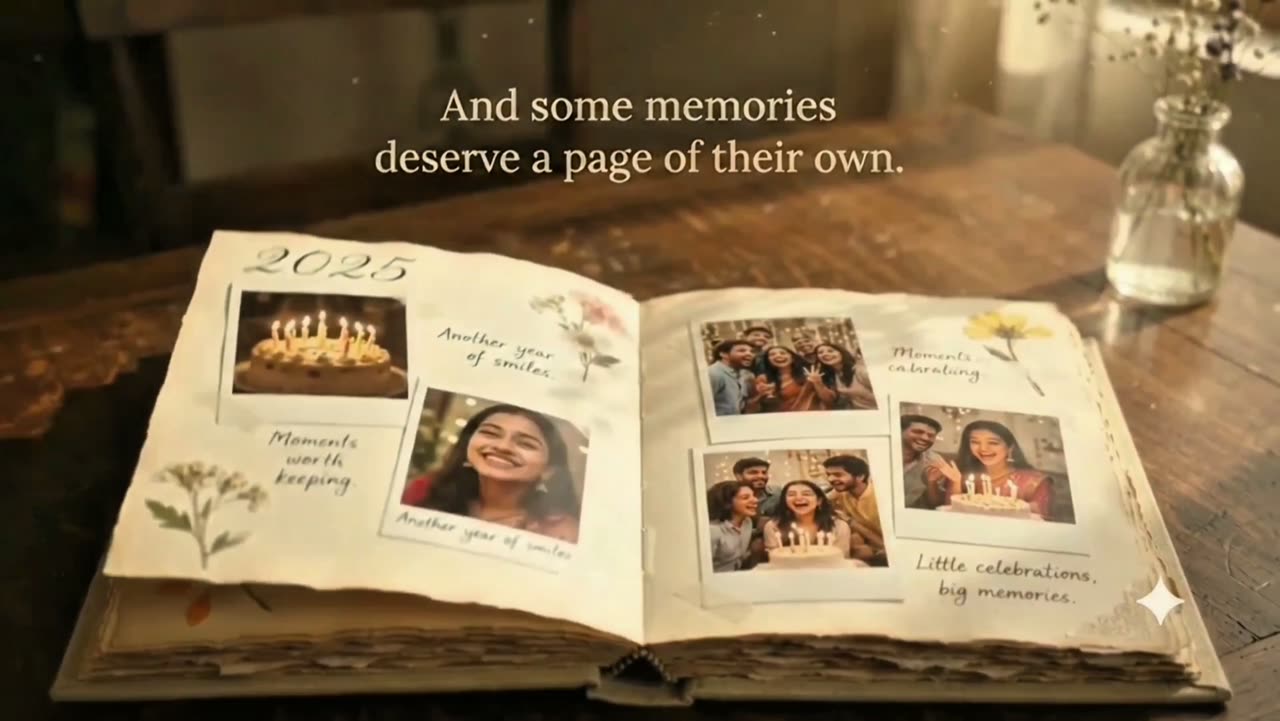 And some memories
deserve a page of their own.
2025
Another year
of smiles.
Moments
worth
keeping.
Another year of smiles
Moments
Little celebrations,
big memories.